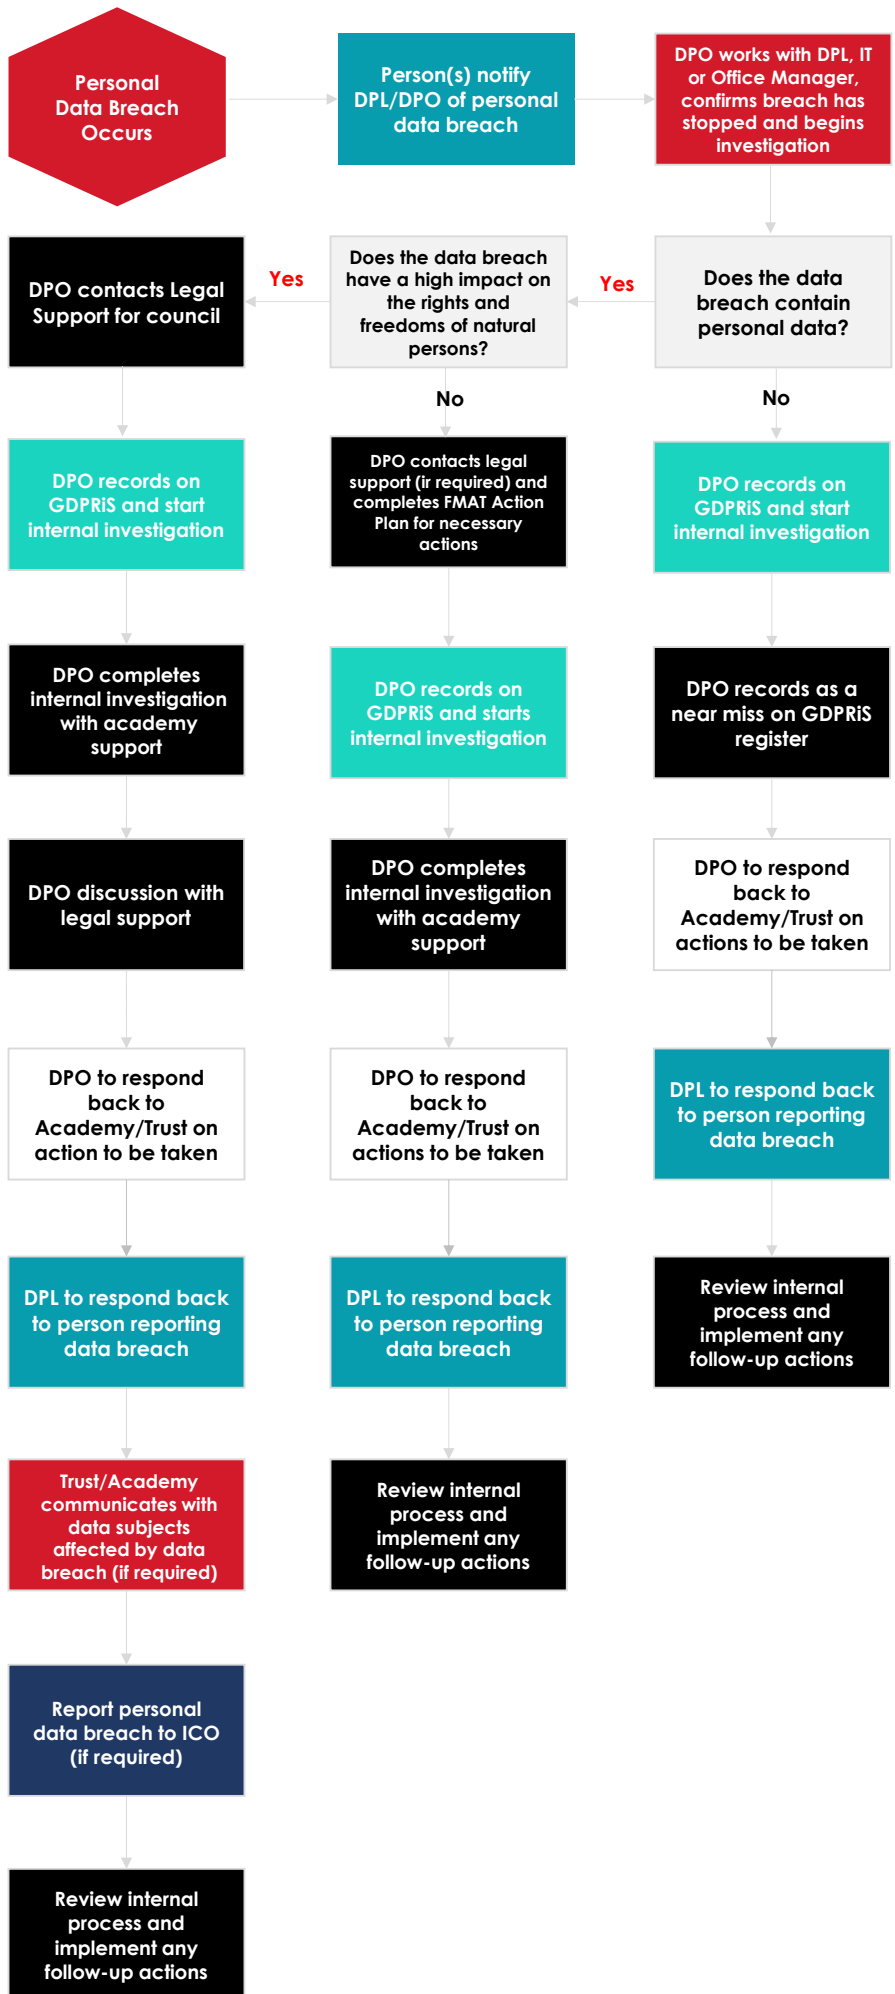 Personal
Data Breach
Occurs
Person(s) notify
DPL/DPO of personal
data breach
DPO works with DPL, IT
or Office Manager,
confirms breach has
stopped and begins
investigation
DPO contacts Legal
Support for council
Yes
Does the data breach
have a high impact on
the rights and
freedoms of natural
persons?
Yes
Does the data
breach contain
personal data?
No
No
DPO records on
GDPRiS and start
internal investigation
DPO contacts legal
support (ir required) and
completes FMAT Action
Plan for necessary
actions
DPO records on
GDPRiS and start
internal investigation
DPO completes
internal investigation
with academy
support
DPO records on
GDPRiS and starts
internal investigation
DPO records as a
near miss on GDPRiS
register
DPO discussion with
legal support
DPO completes
internal investigation
with academy
support
DPO to respond
back to
Academy/Trust on
actions to be taken
DPO to respond
back to
Academy/Trust on
action to be taken
DPO to respond
back to
Academy/Trust on
actions to be taken
DPL to respond back
to person reporting
data breach
DPL to respond back
to person reporting
data breach
DPL to respond back
to person reporting
data breach
Review internal
process and
implement any
follow-up actions
Trust/Academy
communicates with
data subjects
affected by data
breach (if required)
Review internal
process and
implement any
follow-up actions
Report personal
data breach to ICO
(if required)
Review internal
process and
implement any
follow-up actions